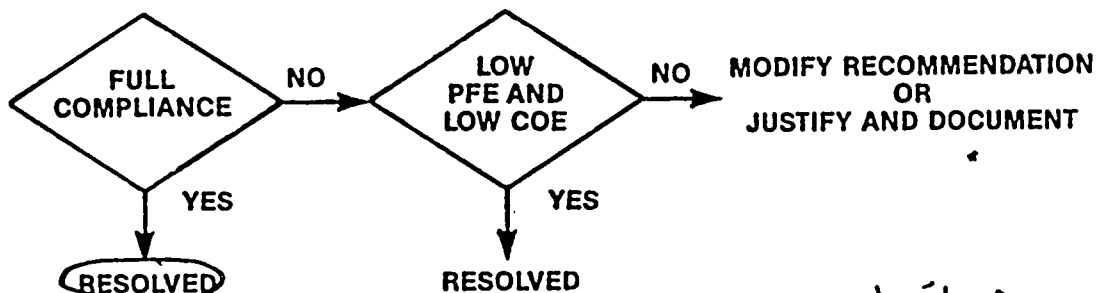 FULL
COMPLIANCE
NO
LOW
PFE AND
LOW COE
NO
MODIFY RECOMMENDATION
OR
JUSTIFY AND DOCUMENT
YES
YES
RESOLVED
RESOLVED